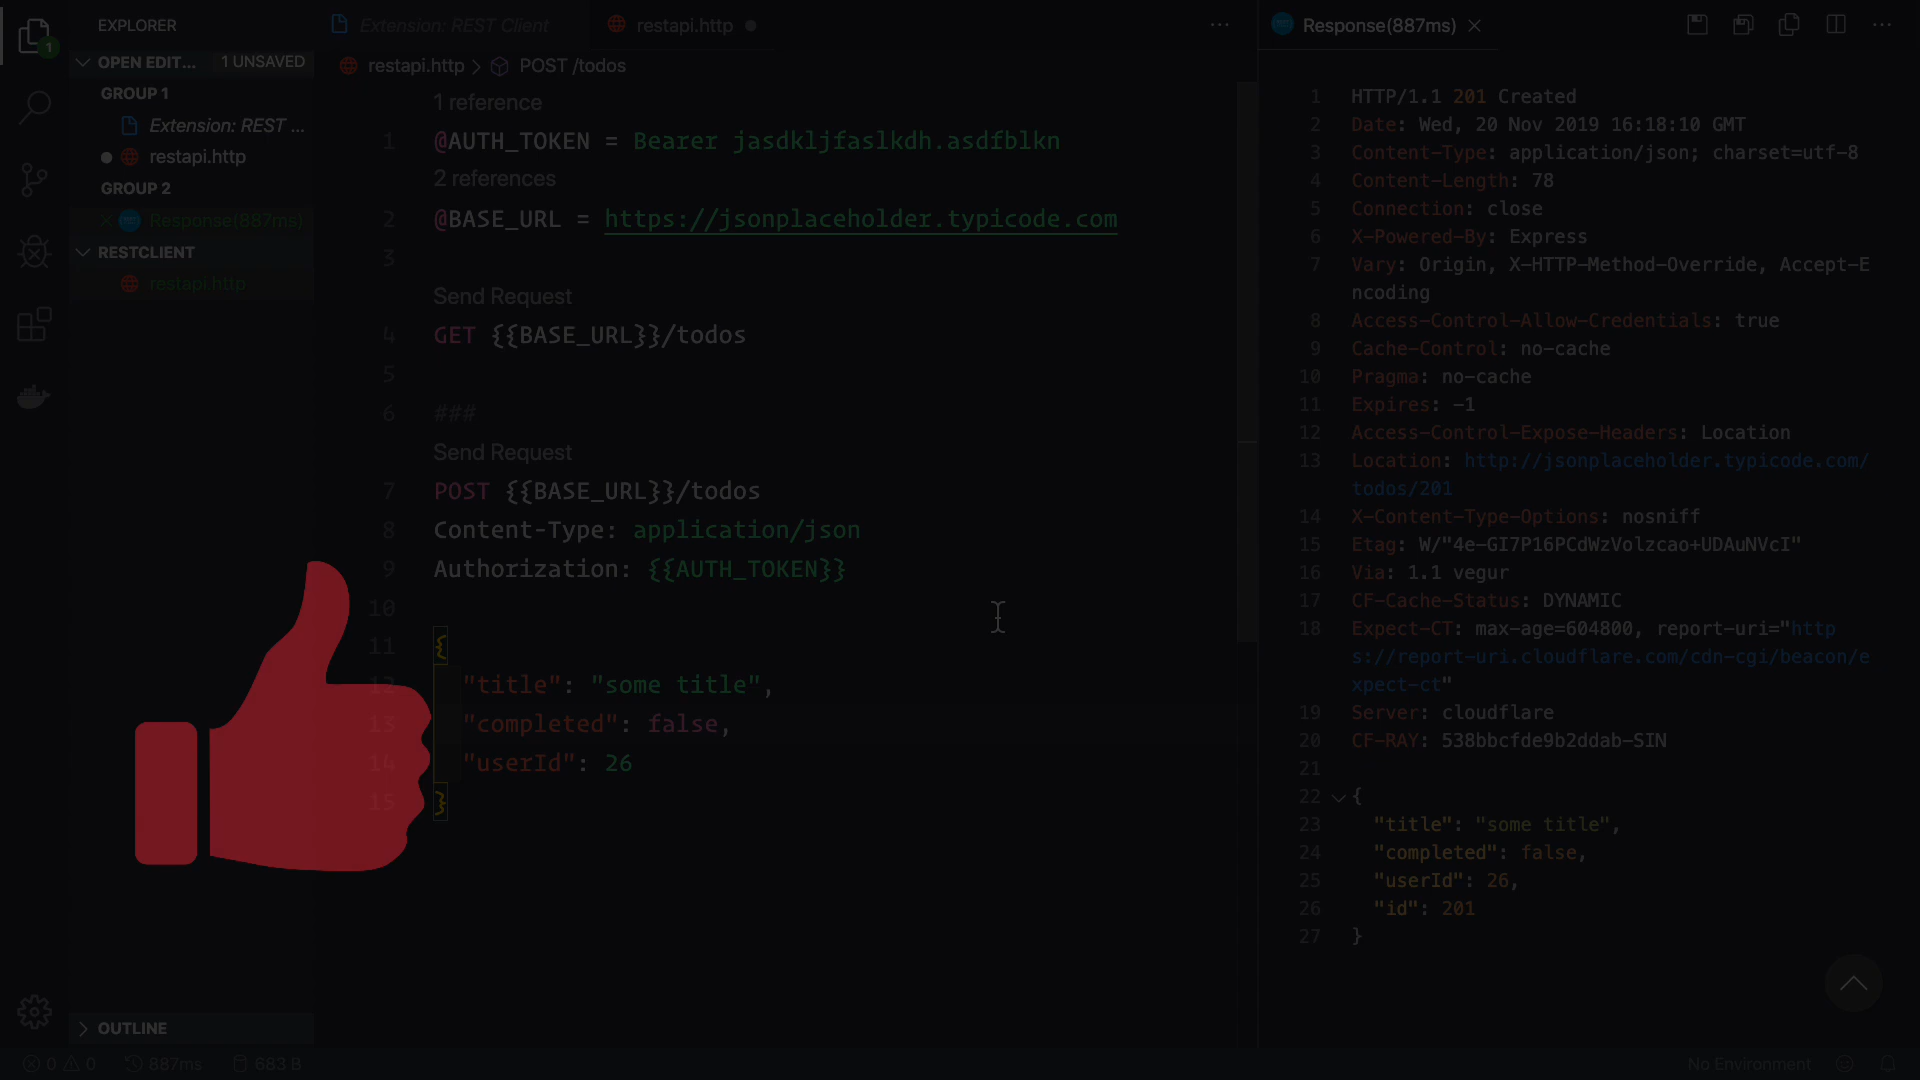 EXPLORER
OPEN EDIT... 1 UNSAVED
GROUP 1
Extension: REST ...
restapi.http
GROUP 2
Response(887ms)
RESTCLIENT
restapi.http
OUTLINE
Extension: REST Client
restapi.http
restapi.http > POST /todos
1 reference
1 @AUTH_TOKEN = Bearer jasdkljfaslkdh.asdfblkn
2 references
2 @BASE_URL = https://jsonplaceholder.typicode.com
3
Send Request
4 GET {{BASE_URL}}/todos
5
6 ###
Send Request
7 POST {{BASE_URL}}/todos
8 Content-Type: application/json
9 Authorization: {{AUTH_TOKEN}}
10
11 {
12 "title": "some title",
13 "completed": false,
14 "userId": 26
15 }
Response(887ms)
1 HTTP/1.1 201 Created
2 Date: Wed, 20 Nov 2019 16:18:10 GMT
3 Content-Type: application/json; charset=utf-8
4 Content-Length: 78
5 Connection: close
6 X-Powered-By: Express
7 Vary: Origin, X-HTTP-Method-Override, Accept-E
ncoding
8 Access-Control-Allow-Credentials: true
9 Cache-Control: no-cache
10 Pragma: no-cache
11 Expires: -1
12 Access-Control-Expose-Headers: Location
13 Location: http://jsonplaceholder.typicode.com/
todos/201
14 X-Content-Type-Options: nosniff
15 Etag: W/"4e-GI7P16PCdWzVolzcao+UDAuNVcI"
16 Via: 1.1 vegur
17 CF-Cache-Status: DYNAMIC
18 Expect-CT: max-age=604800, report-uri="http
s://report-uri.cloudflare.com/cdn-cgi/beacon/e
xpect-ct"
19 Server: cloudflare
20 CF-RAY: 538bbcfde9b2ddab-SIN
21
22 {
23 "title": "some title",
24 "completed": false,
25 "userId": 26,
26 "id": 201
27 }
1
0 0 887ms 683 B
No Environment